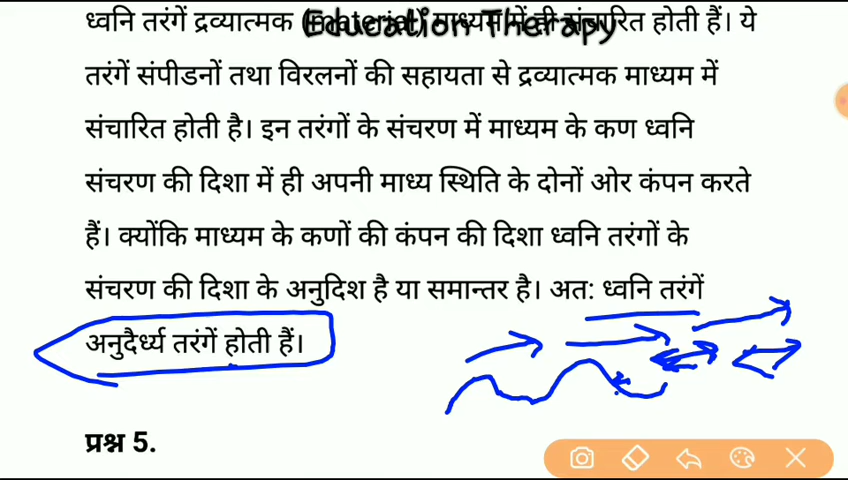 ध्वनि तरंगें द्रव्यात्मक (material) माध्यम में ही संचारित होती हैं। ये
Education Therapy
तरंगें संपीडनों तथा विरलनों की सहायता से द्रव्यात्मक माध्यम में
संचारित होती है। इन तरंगों के संचरण में माध्यम के कण ध्वनि
संचरण की दिशा में ही अपनी माध्य स्थिति के दोनों ओर कंपन करते
हैं। क्योंकि माध्यम के कणों की कंपन की दिशा ध्वनि तरंगों के
संचरण की दिशा के अनुदिश है या समान्तर है। अत: ध्वनि तरंगें
अनुदैर्ध्य तरंगें होती हैं।
प्रश्न 5.